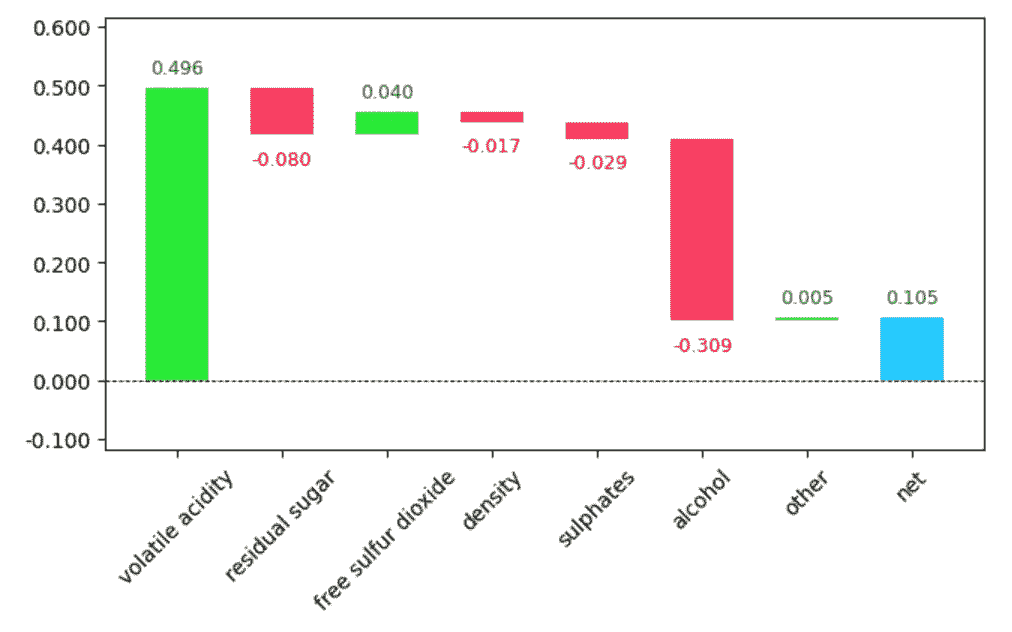 0.600
0.500
0.400
0.300
0.200
0.100
0.000
-0.100
0.496
-0.080
0.040
-0.017
-0.029
-0.309
0.005
0.105
volatile acidity
residual sugar
free sulfur dioxide
density
sulphates
alcohol
other
net